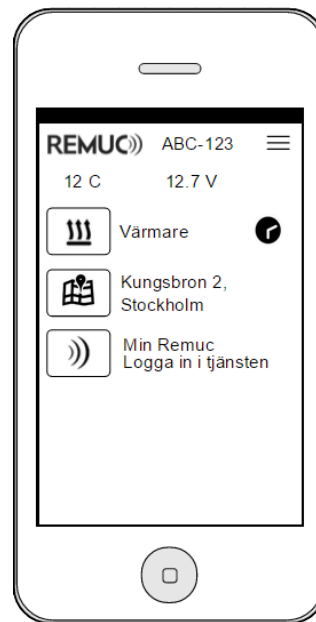 REMUC ABC-123
12 C 12.7 V
Värmare
Kungsbron 2,
Stockholm
Min Remuc
Logga in i tjänsten